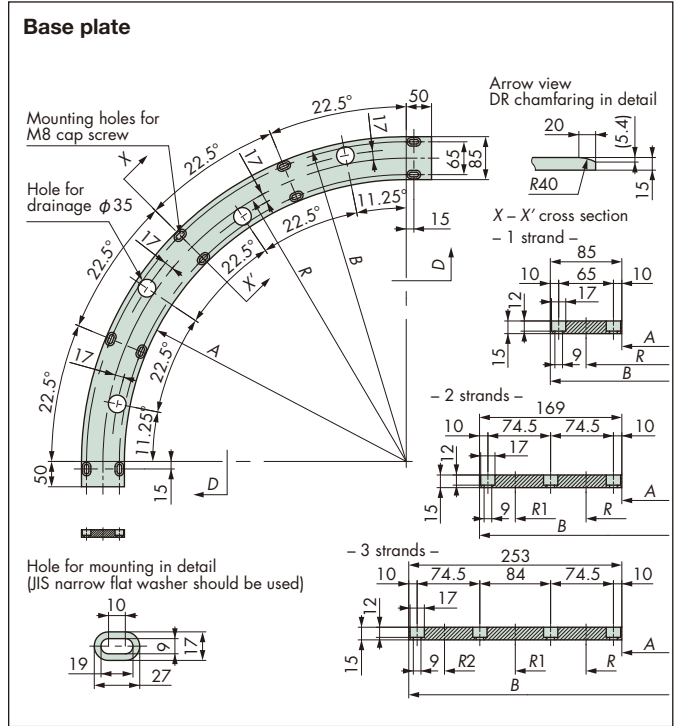 Base plate
50
22.5°
17
Mounting holes for
M8 cap screw
X
22.5°
17
65
85
Hole for
drainage φ35
11.25°
15
17
22.5°
22.5°
X'
R
B
D
22.5°
A
17
22.5°
22.5°
11.25°
50
15
D
Arrow view
DR chamfaring in detail
20
(5.4)
R40
15
X – X' cross section
– 1 strand –
85
10
65
10
12
17
15
9
A
R
B
– 2 strands –
169
10
74.5
74.5
10
12
17
15
9
R1
R
A
B
– 3 strands –
253
10
74.5
84
74.5
10
12
17
15
9
R2
R1
R
A
B
Hole for mounting in detail
(JIS narrow flat washer should be used)
10
9
17
19
27